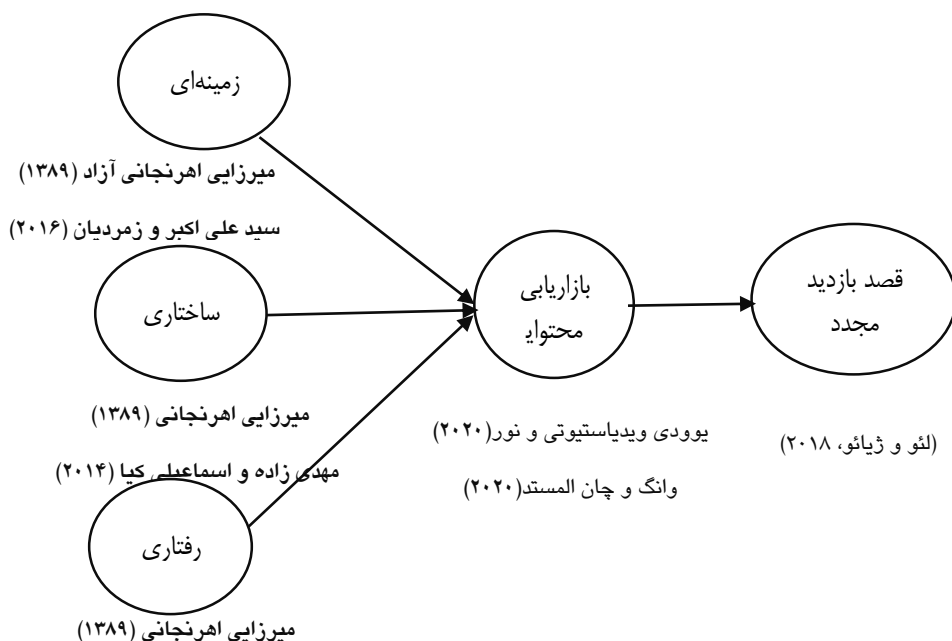 زمینه‌ای
میرزایی اهرنجانی آزاد (۱۳۸۹)
سید علی اکبر و زمردیان (۲۰۱۶)
ساختاری
میرزایی اهرنجانی (۱۳۸۹)
مهدی زاده و اسماعیلی کیا (۲۰۱۴)
رفتاری
میرزایی اهرنجانی (۱۳۸۹)
بازاریابی
محتوای
یوودی ویدیاستیوتی و نور(۲۰۲۰)
وانگ و چان المستد(۲۰۲۰)
قصد بازدید
مجدد
(لئو و ژیائو، ۲۰۱۸)